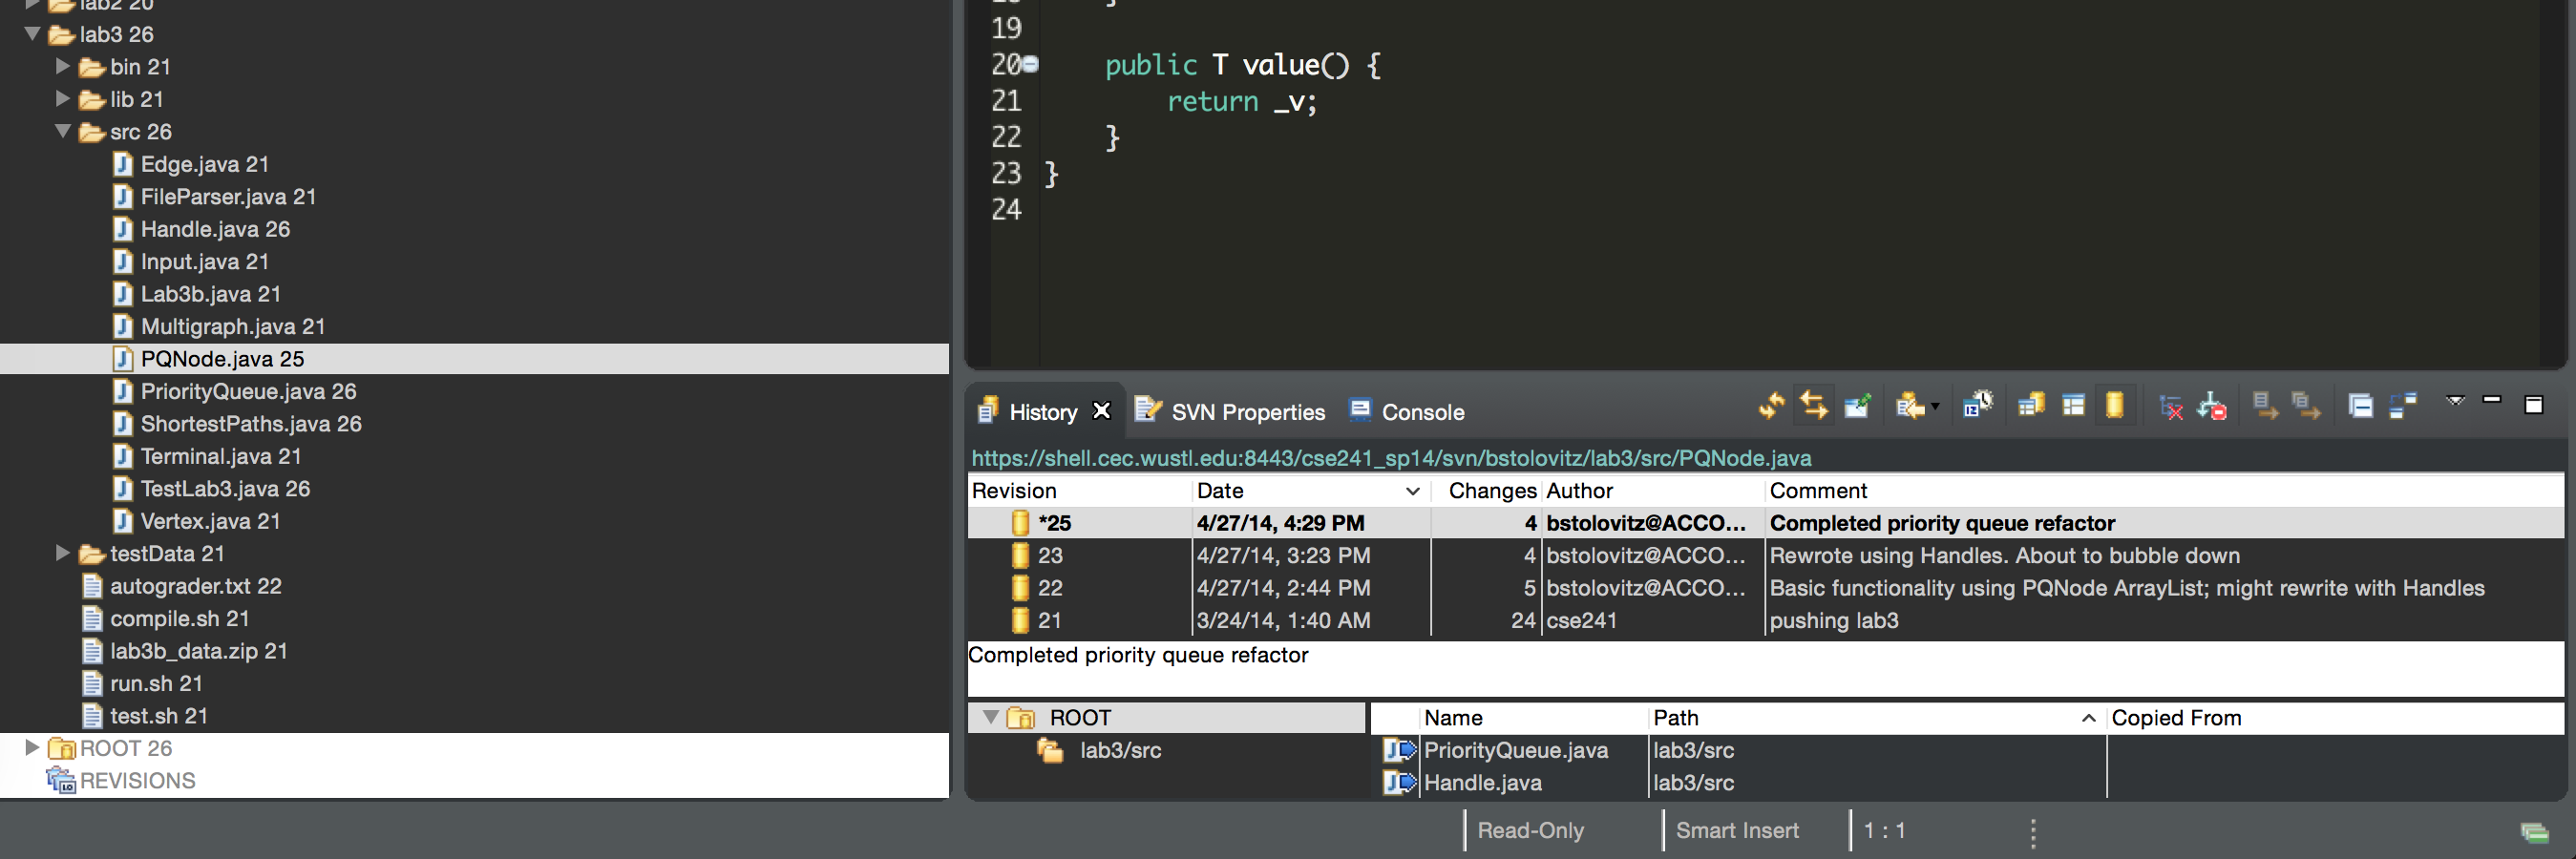 lab2 20
lab3 26
bin 21
lib 21
src 26
Edge.java 21
FileParser.java 21
Handle.java 26
Input.java 21
Lab3b.java 21
Multigraph.java 21
PQNode.java 25
PriorityQueue.java 26
ShortestPaths.java 26
Terminal.java 21
TestLab3.java 26
Vertex.java 21
testData 21
autograder.txt 22
compile.sh 21
lab3b_data.zip 21
run.sh 21
test.sh 21
ROOT 26
REVISIONS
18 }
19
20 public T value() {
21 return _v;
22 }
23 }
24
History SVN Properties Console
https://shell.cec.wustl.edu:8443/cse241_sp14/svn/bstolovitz/lab3/src/PQNode.java
Revision Date Changes Author Comment
*25 4/27/14, 4:29 PM 4 bstolovitz@ACCO... Completed priority queue refactor
23 4/27/14, 3:23 PM 4 bstolovitz@ACCO... Rewrote using Handles. About to bubble down
22 4/27/14, 2:44 PM 5 bstolovitz@ACCO... Basic functionality using PQNode ArrayList; might rewrite with Handles
21 3/24/14, 1:40 AM 24 cse241 pushing lab3
Completed priority queue refactor
ROOT Name Path Copied From
lab3/src PriorityQueue.java lab3/src
Handle.java lab3/src
Read-Only Smart Insert 1 : 1